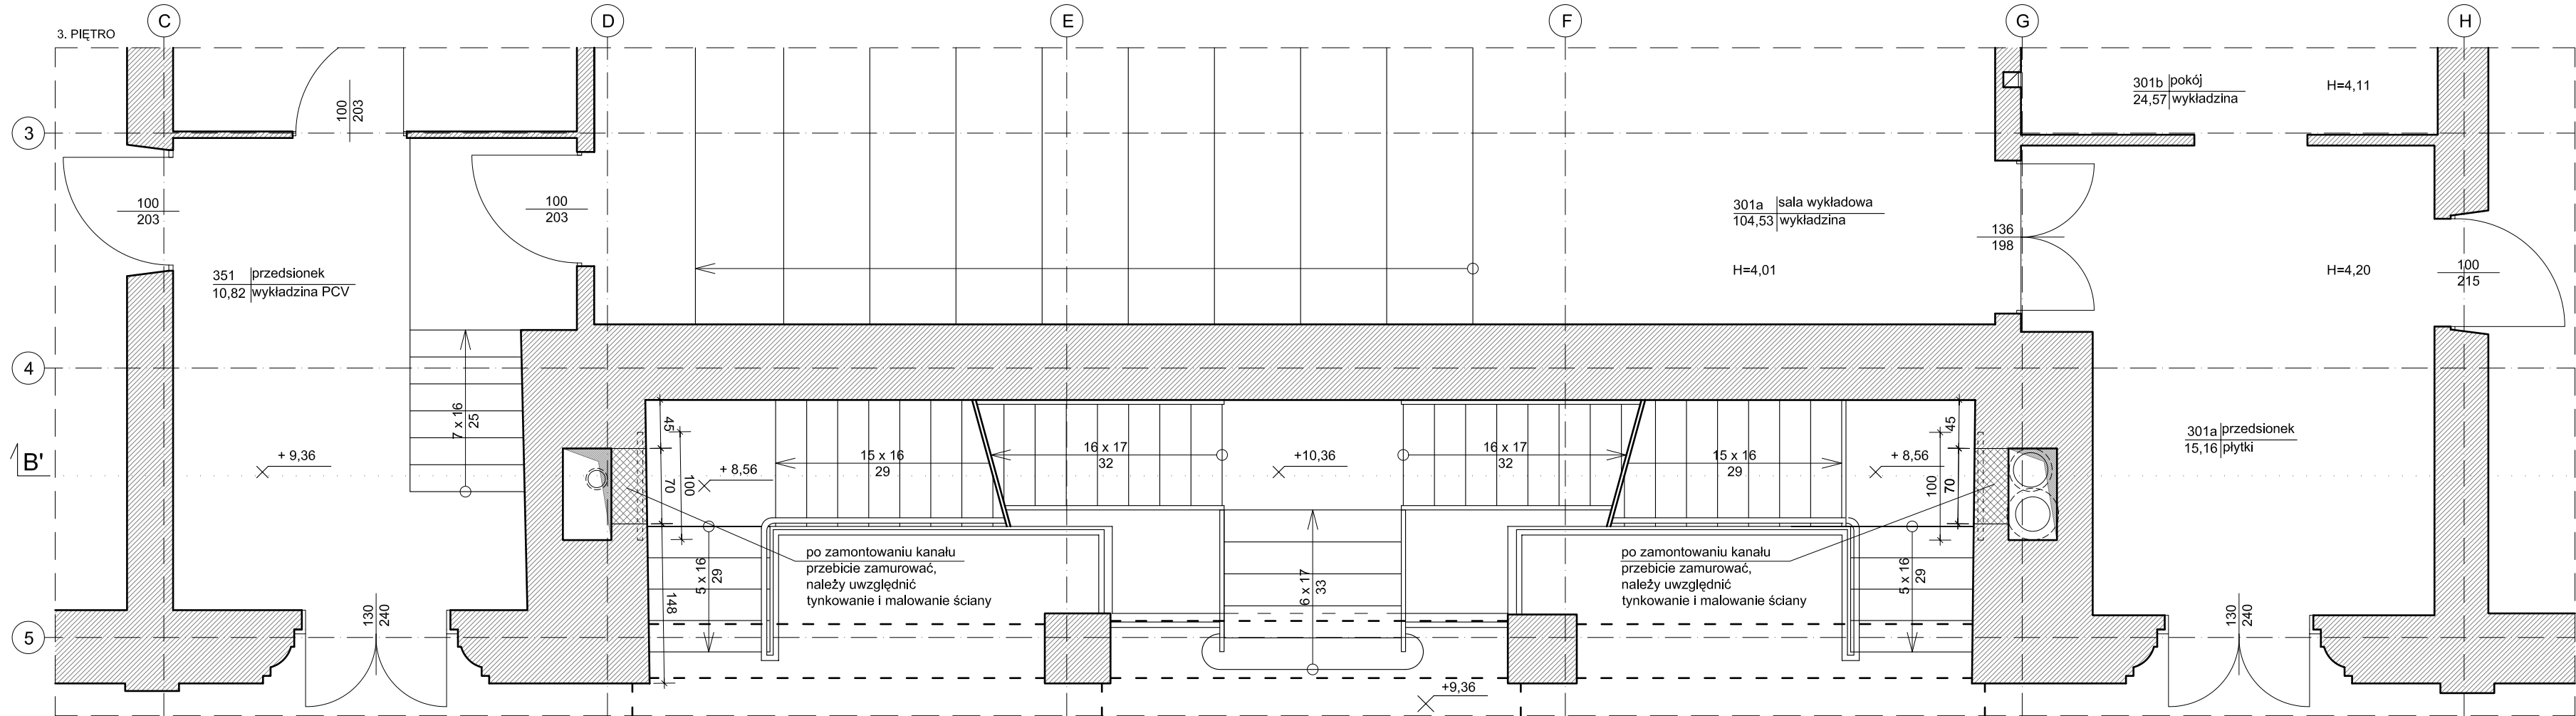 C
D
E
F
G
H
3. PIĘTRO
3
4
5
B'
100
203
100
203
100
203
351 przedsionek
10,82 wykładzina PCV
7 x 16
25
+ 9,36
130
240
301a sala wykładowa
104,53 wykładzina
H=4,01
136
198
301b pokój
24,57 wykładzina
H=4,11
H=4,20
100
215
301a przedsionek
15,16 płytki
130
240
45
70
100
148
+ 8,56
15 x 16
29
16 x 17
32
+10,36
16 x 17
32
15 x 16
29
+ 8,56
45
100
70
5 x 16
29
po zamontowaniu kanału
przebicie zamurować,
należy uwzględnić
tynkowanie i malowanie ściany
6 x 17
33
po zamontowaniu kanału
przebicie zamurować,
należy uwzględnić
tynkowanie i malowanie ściany
5 x 16
29
+9,36